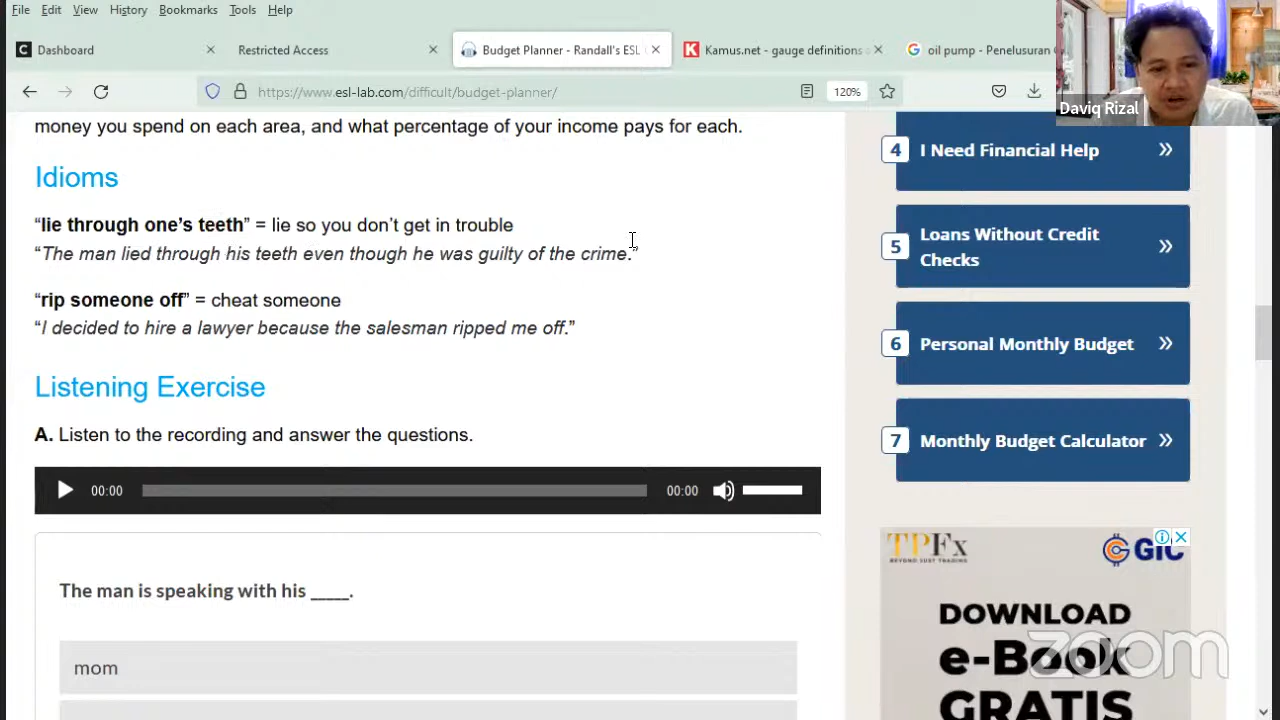 File Edit View History Bookmarks Tools Help
Dashboard
Restricted Access
Budget Planner - Randall's ESL
Kamus.net - gauge definitions
oil pump - Penelusuran
https://www.esl-lab.com/difficult/budget-planner/
120%
Daviq Rizal
money you spend on each area, and what percentage of your income pays for each.
Idioms
“lie through one’s teeth” = lie so you don’t get in trouble
“The man lied through his teeth even though he was guilty of the crime.”
“rip someone off” = cheat someone
“I decided to hire a lawyer because the salesman ripped me off.”
Listening Exercise
A. Listen to the recording and answer the questions.
00:00
00:00
The man is speaking with his _____.
mom
4 I Need Financial Help
5 Loans Without Credit
Checks
6 Personal Monthly Budget
7 Monthly Budget Calculator
TPFx
BEYOND JUST TRADING
GIC
DOWNLOAD
e-Book
GRATIS
zoom